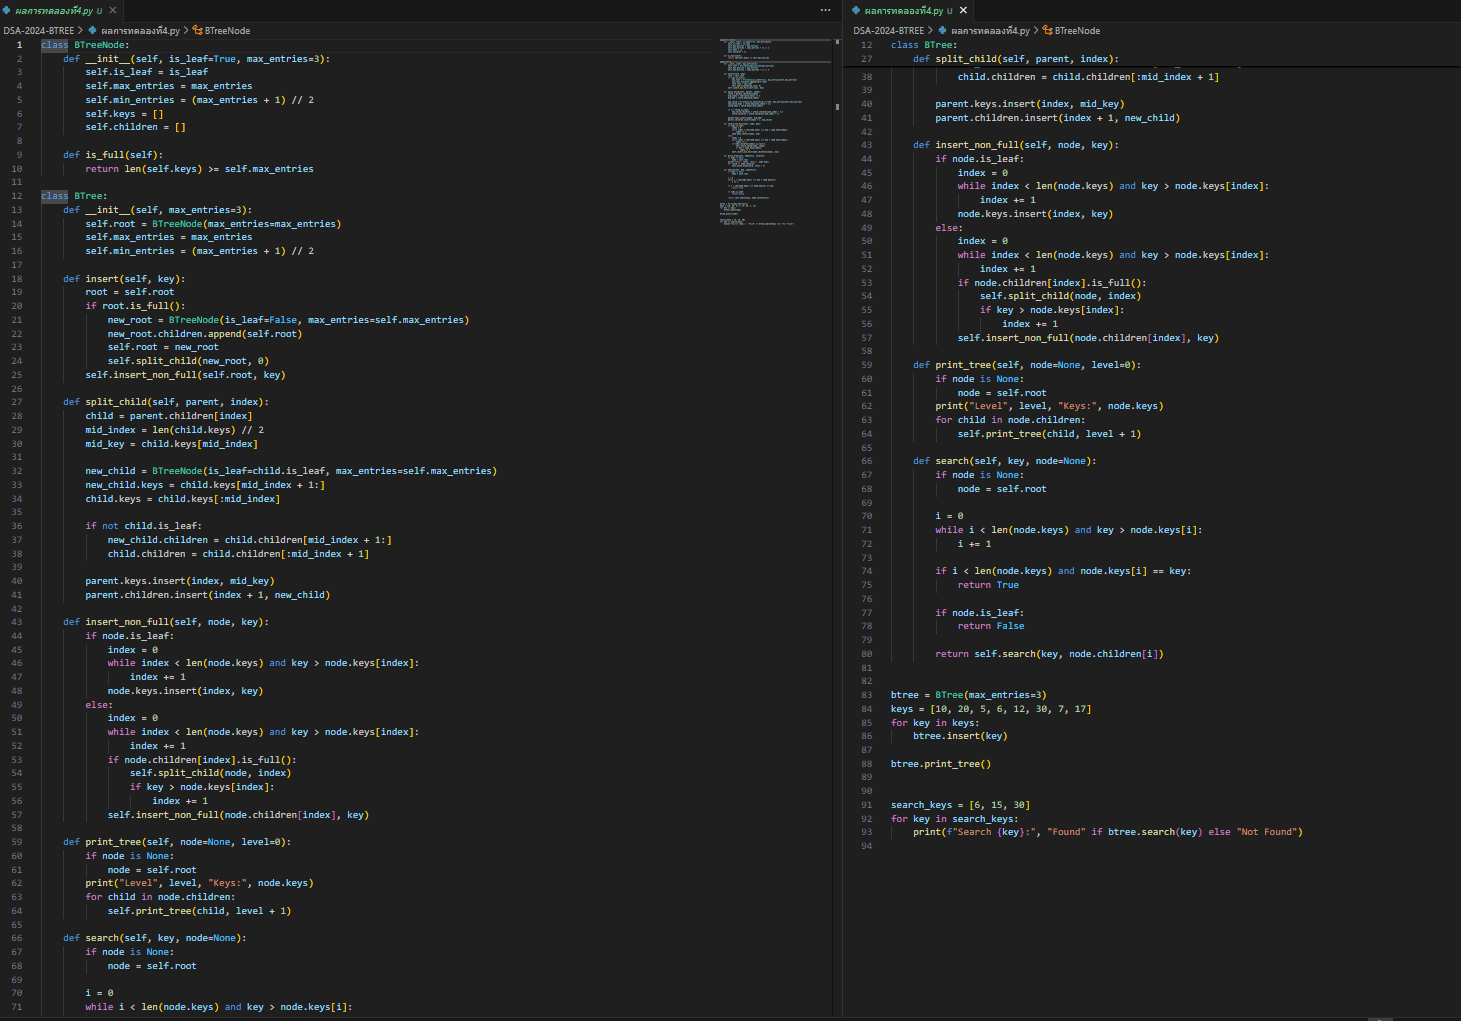 ผลการทดลองที่4.py U
DSA-2024-BTREE > ผลการทดลองที่4.py > BTreeNode
1 class BTreeNode:
2     def __init__(self, is_leaf=True, max_entries=3):
3         self.is_leaf = is_leaf
4         self.max_entries = max_entries
5         self.min_entries = (max_entries + 1) // 2
6         self.keys = []
7         self.children = []
8
9     def is_full(self):
10         return len(self.keys) >= self.max_entries
11
12 class BTree:
13     def __init__(self, max_entries=3):
14         self.root = BTreeNode(max_entries=max_entries)
15         self.max_entries = max_entries
16         self.min_entries = (max_entries + 1) // 2
17
18     def insert(self, key):
19         root = self.root
20         if root.is_full():
21             new_root = BTreeNode(is_leaf=False, max_entries=self.max_entries)
22             new_root.children.append(self.root)
23             self.root = new_root
24             self.split_child(new_root, 0)
25         self.insert_non_full(self.root, key)
26
27     def split_child(self, parent, index):
28         child = parent.children[index]
29         mid_index = len(child.keys) // 2
30         mid_key = child.keys[mid_index]
31
32         new_child = BTreeNode(is_leaf=child.is_leaf, max_entries=self.max_entries)
33         new_child.keys = child.keys[mid_index + 1:]
34         child.keys = child.keys[:mid_index]
35
36         if not child.is_leaf:
37             new_child.children = child.children[mid_index + 1:]
38             child.children = child.children[:mid_index + 1]
39
40         parent.keys.insert(index, mid_key)
41         parent.children.insert(index + 1, new_child)
42
43     def insert_non_full(self, node, key):
44         if node.is_leaf:
45             index = 0
46             while index < len(node.keys) and key > node.keys[index]:
47                 index += 1
48             node.keys.insert(index, key)
49         else:
50             index = 0
51             while index < len(node.keys) and key > node.keys[index]:
52                 index += 1
53             if node.children[index].is_full():
54                 self.split_child(node, index)
55                 if key > node.keys[index]:
56                     index += 1
57             self.insert_non_full(node.children[index], key)
58
59     def print_tree(self, node=None, level=0):
60         if node is None:
61             node = self.root
62         print("Level", level, "Keys:", node.keys)
63         for child in node.children:
64             self.print_tree(child, level + 1)
65
66     def search(self, key, node=None):
67         if node is None:
68             node = self.root
69
70         i = 0
71         while i < len(node.keys) and key > node.keys[i]:
ผลการทดลองที่4.py U
DSA-2024-BTREE > ผลการทดลองที่4.py > BTreeNode
12 class BTree:
27     def split_child(self, parent, index):
38             child.children = child.children[:mid_index + 1]
39
40         parent.keys.insert(index, mid_key)
41         parent.children.insert(index + 1, new_child)
42
43     def insert_non_full(self, node, key):
44         if node.is_leaf:
45             index = 0
46             while index < len(node.keys) and key > node.keys[index]:
47                 index += 1
48             node.keys.insert(index, key)
49         else:
50             index = 0
51             while index < len(node.keys) and key > node.keys[index]:
52                 index += 1
53             if node.children[index].is_full():
54                 self.split_child(node, index)
55                 if key > node.keys[index]:
56                     index += 1
57             self.insert_non_full(node.children[index], key)
58
59     def print_tree(self, node=None, level=0):
60         if node is None:
61             node = self.root
62         print("Level", level, "Keys:", node.keys)
63         for child in node.children:
64             self.print_tree(child, level + 1)
65
66     def search(self, key, node=None):
67         if node is None:
68             node = self.root
69
70         i = 0
71         while i < len(node.keys) and key > node.keys[i]:
72             i += 1
73
74         if i < len(node.keys) and node.keys[i] == key:
75             return True
76
77         if node.is_leaf:
78             return False
79
80         return self.search(key, node.children[i])
81
82
83 btree = BTree(max_entries=3)
84 keys = [10, 20, 5, 6, 12, 30, 7, 17]
85 for key in keys:
86     btree.insert(key)
87
88 btree.print_tree()
89
90
91 search_keys = [6, 15, 30]
92 for key in search_keys:
93     print(f"Search {key}:", "Found" if btree.search(key) else "Not Found")
94